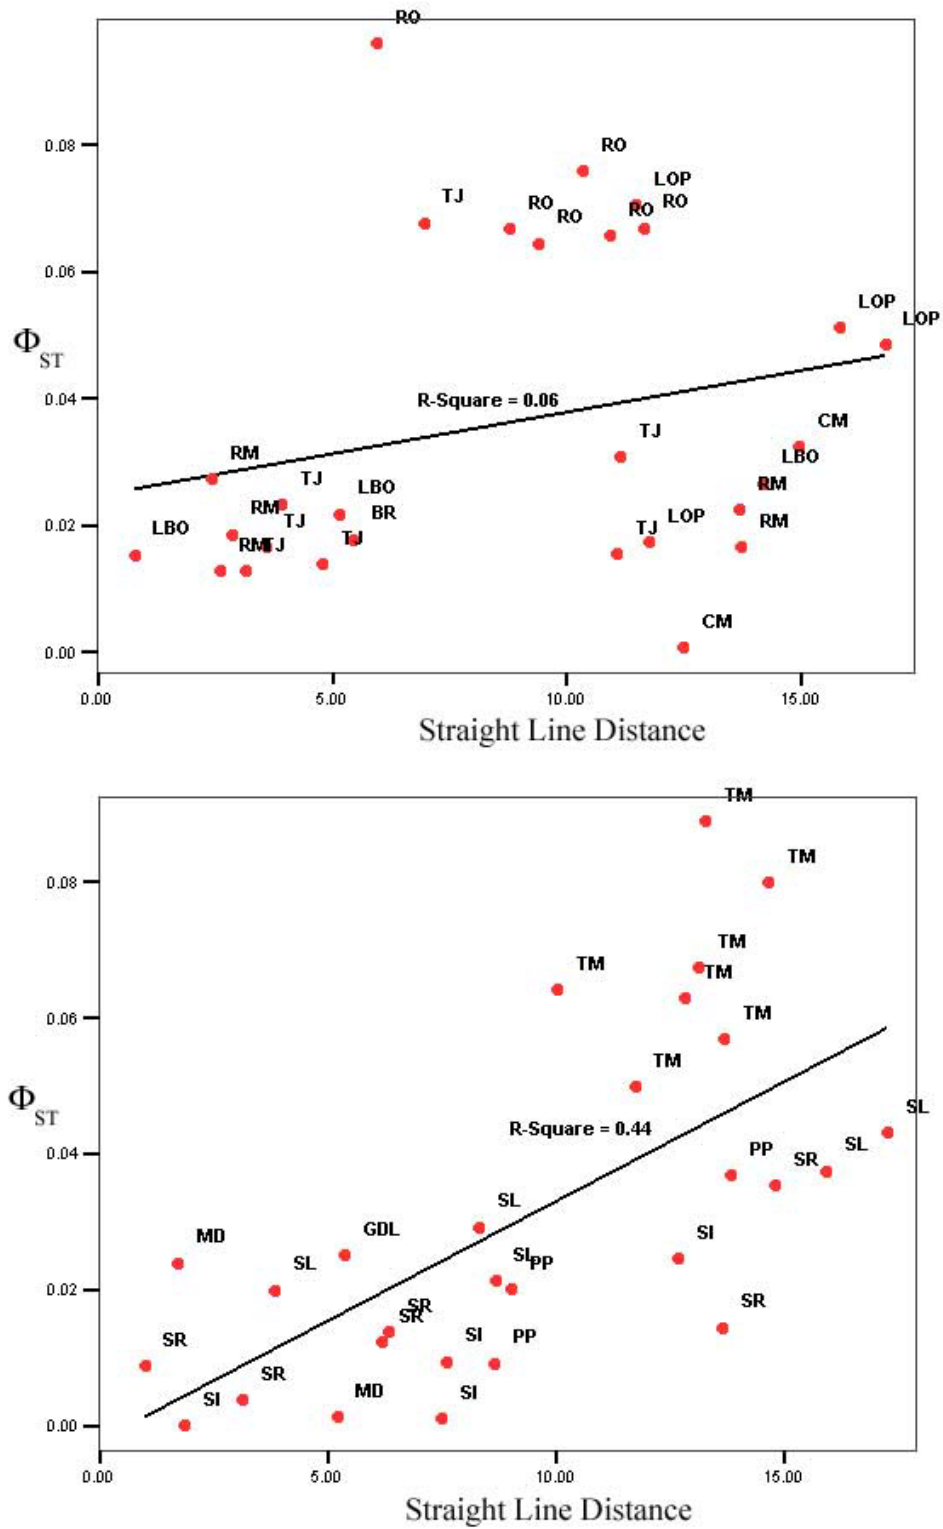 RO
0.08
RO
LOP
TJ
RO
RO
RO
RO
0.06
LOP
LOP
Φ_ST
0.04
R-Square = 0.06
CM
TJ
RM
LBO
TJ
LBO
RM
RM
BR
LOP
TJ
RM
0.02
LBO
TJ
TJ
RM
TJ
CM
0.00
0.00
5.00
10.00
15.00
Straight Line Distance
TM
0.08
TM
TM
TM
TM
TM
0.06
TM
Φ_ST
R-Square = 0.44
SL
0.04
PP
SL
SR
SL
MD
GDL
SI
SL
SL
PP
0.02
SR
SR
SR
SR
SI
PP
SR
SI
MD
SI
0.00
0.00
5.00
10.00
15.00
Straight Line Distance